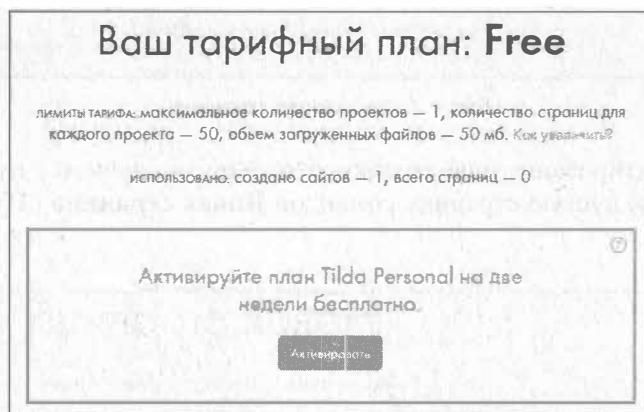 Ваш тарифный план: Free
ЛИМИТЫ ТАРИФА: максимальное количество проектов — 1, количество страниц для
каждого проекта — 50, объем загруженных файлов — 50 мб. Как увеличить?
использовано: создано сайтов — 1, всего страниц — 0
Активируйте план Tilda Personal на две
недели бесплатно.
Активировать